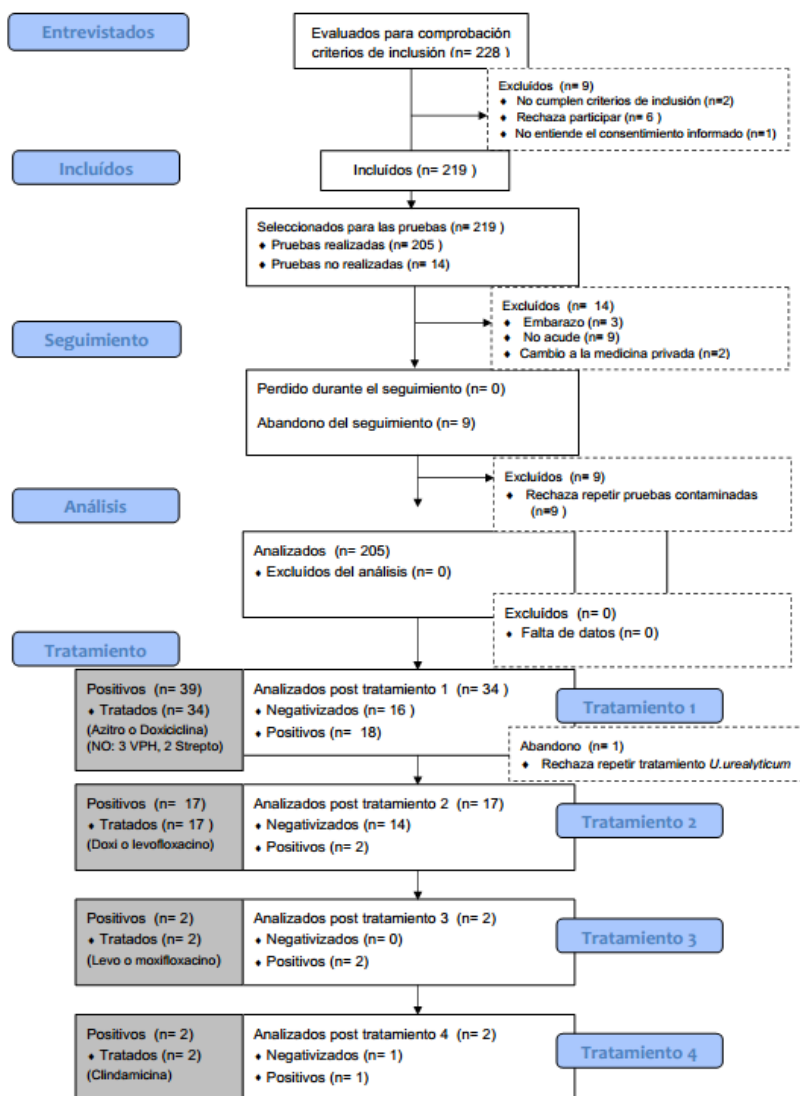 Entrevistados
Evaluados para comprobación
criterios de inclusión (n= 228 )
Excluídos (n= 9)
♦ No cumplen criterios de inclusión (n=2)
♦ Rechaza participar (n= 6 )
♦ No entiende el consentimiento informado (n=1)
Incluídos
Incluídos (n= 219 )
Seleccionados para las pruebas (n= 219 )
♦ Pruebas realizadas (n= 205 )
♦ Pruebas no realizadas (n= 14)
Excluídos (n= 14)
♦ Embarazo (n= 3)
♦ No acude (n= 9)
♦ Cambio a la medicina privada (n=2)
Seguimiento
Perdido durante el seguimiento (n= 0)
Abandono del seguimiento (n= 9)
Excluídos (n= 9)
♦ Rechaza repetir pruebas contaminadas
(n=9 )
Análisis
Analizados (n= 205)
♦ Excluídos del análisis (n= 0)
Excluídos (n= 0)
♦ Falta de datos (n= 0)
Tratamiento
Positivos (n= 39)
♦ Tratados (n= 34)
(Azitro o Doxiciclina)
(NO: 3 VPH, 2 Strepto)
Analizados post tratamiento 1 (n= 34 )
♦ Negativizados (n= 16 )
♦ Positivos (n= 18)
Tratamiento 1
Abandono (n= 1)
♦ Rechaza repetir tratamiento U.urealyticum
Positivos (n= 17)
♦ Tratados (n= 17 )
(Doxi o levofloxacino)
Analizados post tratamiento 2 (n= 17)
♦ Negativizados (n= 14)
♦ Positivos (n= 2)
Tratamiento 2
Positivos (n= 2)
♦ Tratados (n= 2)
(Levo o moxifloxacino)
Analizados post tratamiento 3 (n= 2)
♦ Negativizados (n= 0)
♦ Positivos (n= 2)
Tratamiento 3
Positivos (n= 2)
♦ Tratados (n= 2)
(Clindamicina)
Analizados post tratamiento 4 (n= 2)
♦ Negativizados (n= 1)
♦ Positivos (n= 1)
Tratamiento 4